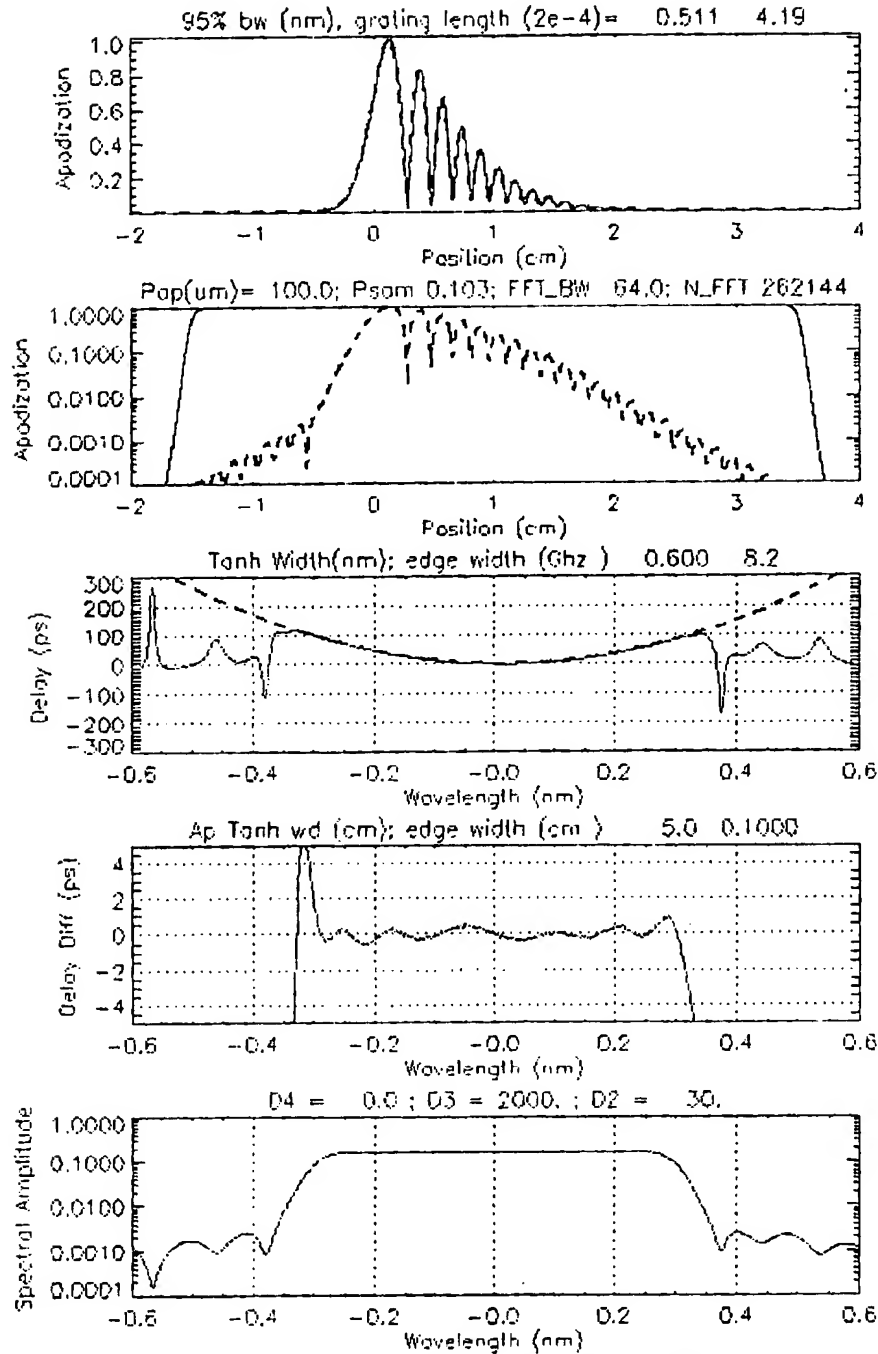 95% bw (nm), grating length (2e-4)= 0.511 4.19
Apodization
1.0
0.8
0.6
0.4
0.2
-2 -1 0 1 2 3 4
Position (cm)
Pap(um)= 100.0; Psam 0.103; FFT_BW 64.0; N_FFT 262144
Apodization
1.0000
0.1000
0.0100
0.0010
0.0001
-2 -1 0 1 2 3 4
Position (cm)
Tanh Width(nm); edge width (Ghz ) 0.600 8.2
Delay (ps)
300
200
100
0
-100
-200
-300
-0.6 -0.4 -0.2 -0.0 0.2 0.4 0.6
Wavelength (nm)
Ap Tanh wd (cm); edge width (cm ) 5.0 0.1000
Delay Diff (ps)
4
2
0
-2
-4
-0.6 -0.4 -0.2 -0.0 0.2 0.4 0.6
Wavelength (nm)
D4 = 0.0 ; D3 = 2000. ; D2 = 30.
Spectral Amplitude
1.0000
0.1000
0.0100
0.0010
0.0001
-0.6 -0.4 -0.2 -0.0 0.2 0.4 0.6
Wavelength (nm)